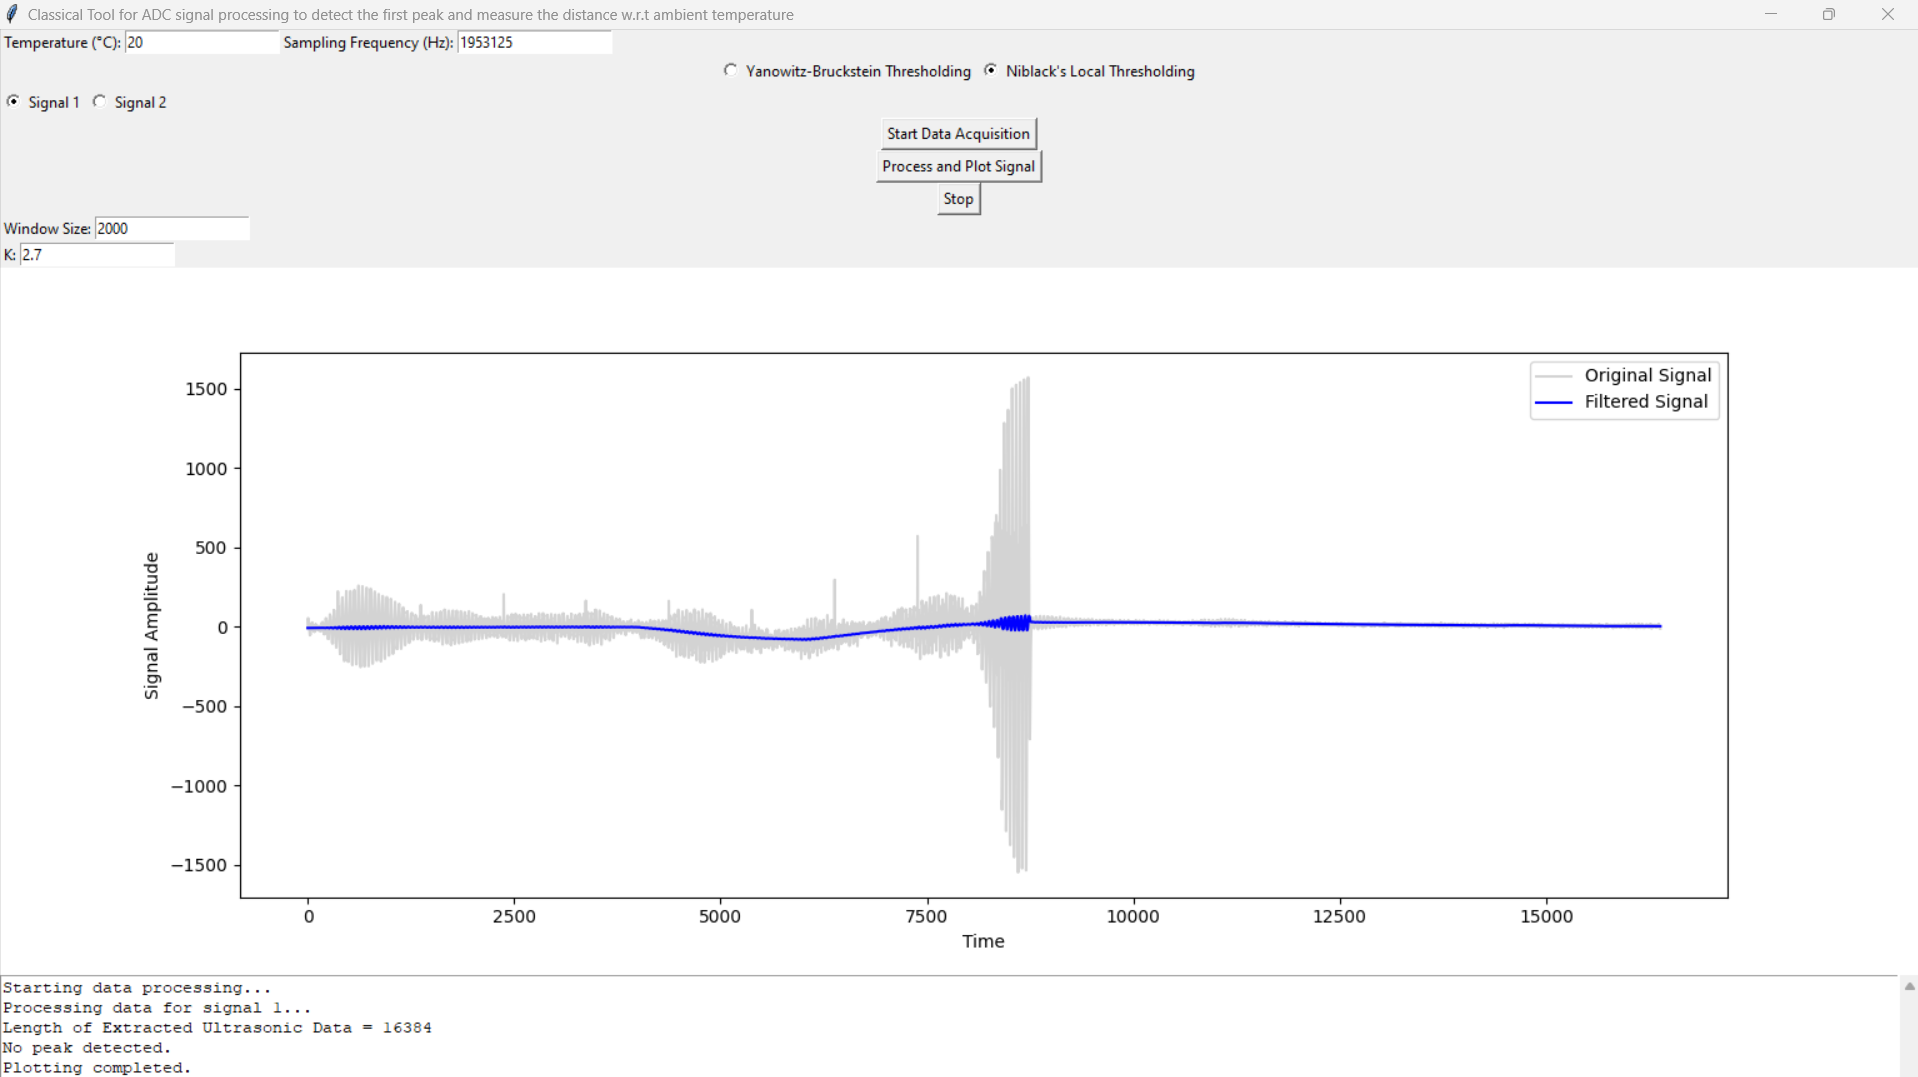 Classical Tool for ADC signal processing to detect the first peak and measure the distance w.r.t ambient temperature
Temperature (°C): 20 Sampling Frequency (Hz): 1953125
Yanowitz-Bruckstein Thresholding Niblack's Local Thresholding
Signal 1 Signal 2
Start Data Acquisition
Process and Plot Signal
Stop
Window Size: 2000
K: 2.7
Original Signal
Filtered Signal
1500
1000
500
0
−500
−1000
−1500
Signal Amplitude
0 2500 5000 7500 10000 12500 15000
Time
Starting data processing...
Processing data for signal 1...
Length of Extracted Ultrasonic Data = 16384
No peak detected.
Plotting completed.